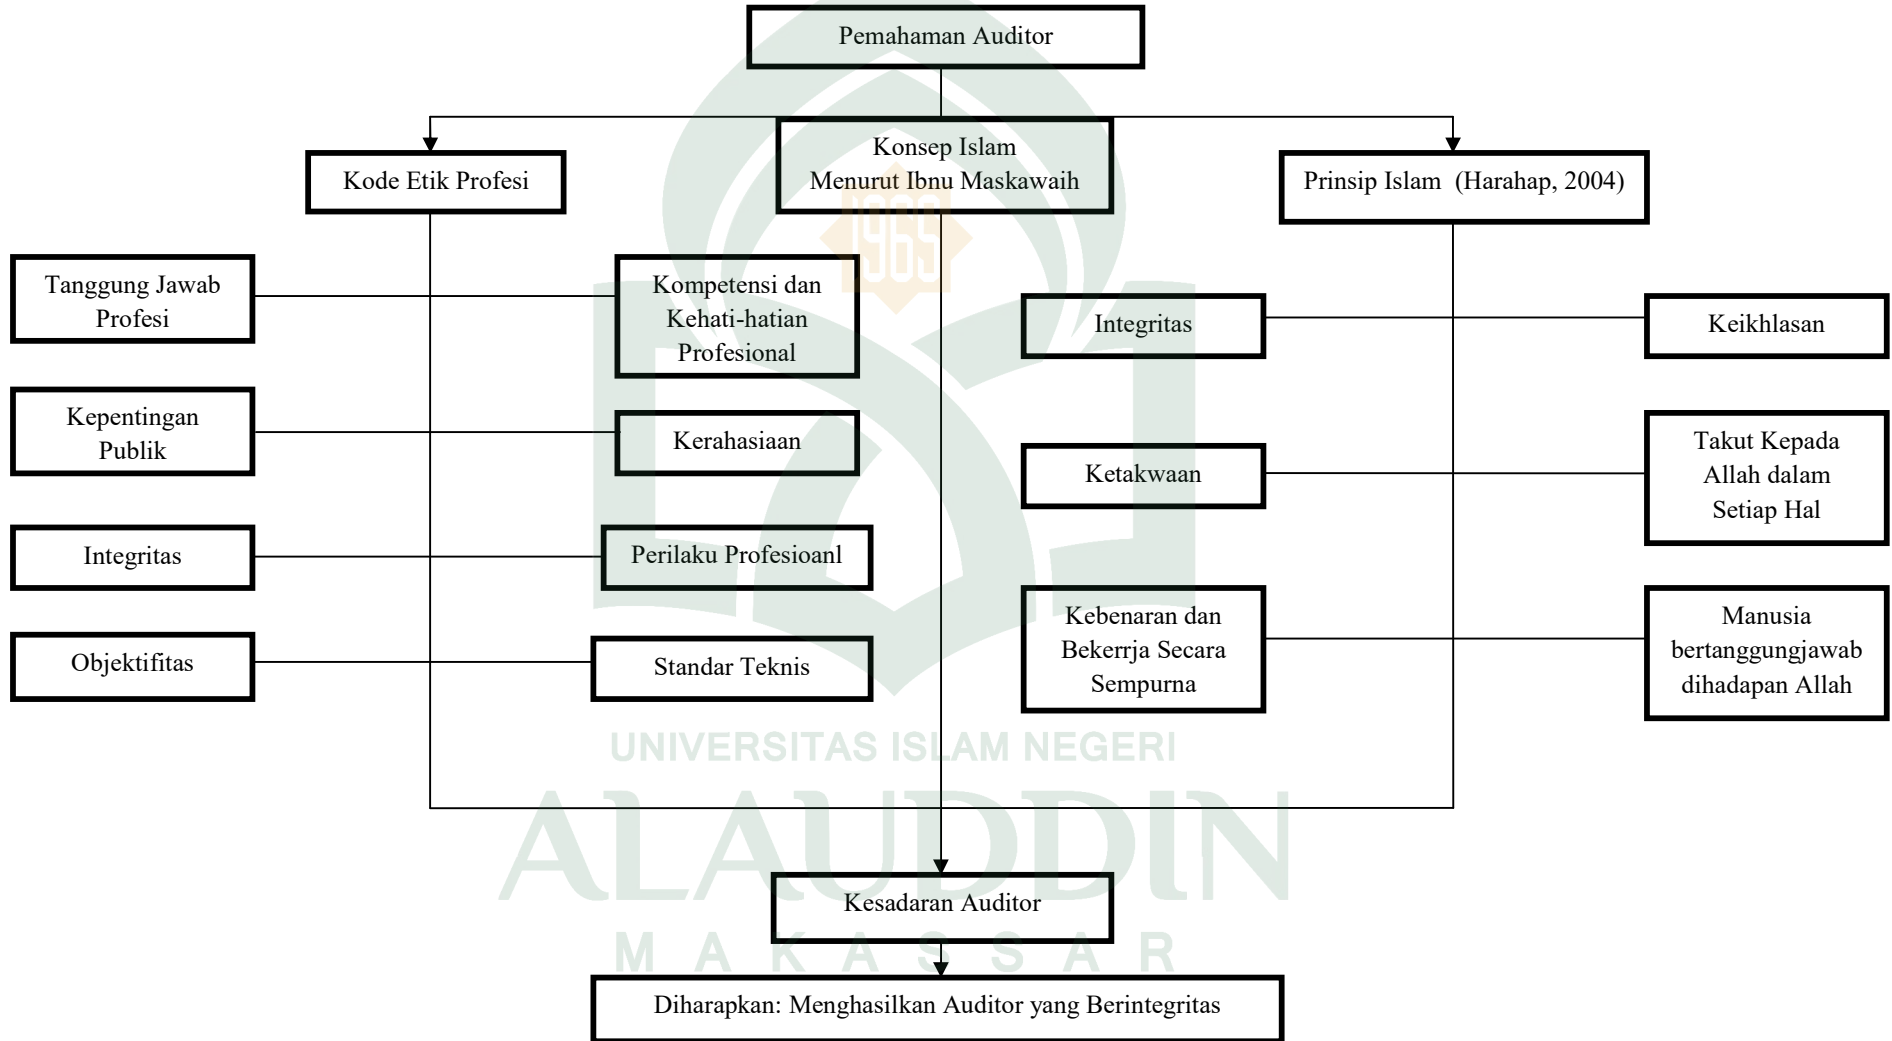 Pemahaman Auditor
Kode Etik Profesi
Konsep Islam
Menurut Ibnu Maskawaih
Prinsip Islam (Harahap, 2004)
1965
Tanggung Jawab
Profesi
Kompetensi dan
Kehati-hatian
Profesional
Kepentingan
Publik
Kerahasiaan
Integritas
Perilaku Profesioanl
Objektifitas
Standar Teknis
Integritas
Keikhlasan
Ketakwaan
Takut Kepada
Allah dalam
Setiap Hal
Kebenaran dan
Bekerrja Secara
Sempurna
Manusia
bertanggungjawab
dihadapan Allah
UNIVERSITAS ISLAM NEGERI
ALAUDDIN
Kesadaran Auditor
MAKASSAR
Diharapkan: Menghasilkan Auditor yang Berintegritas